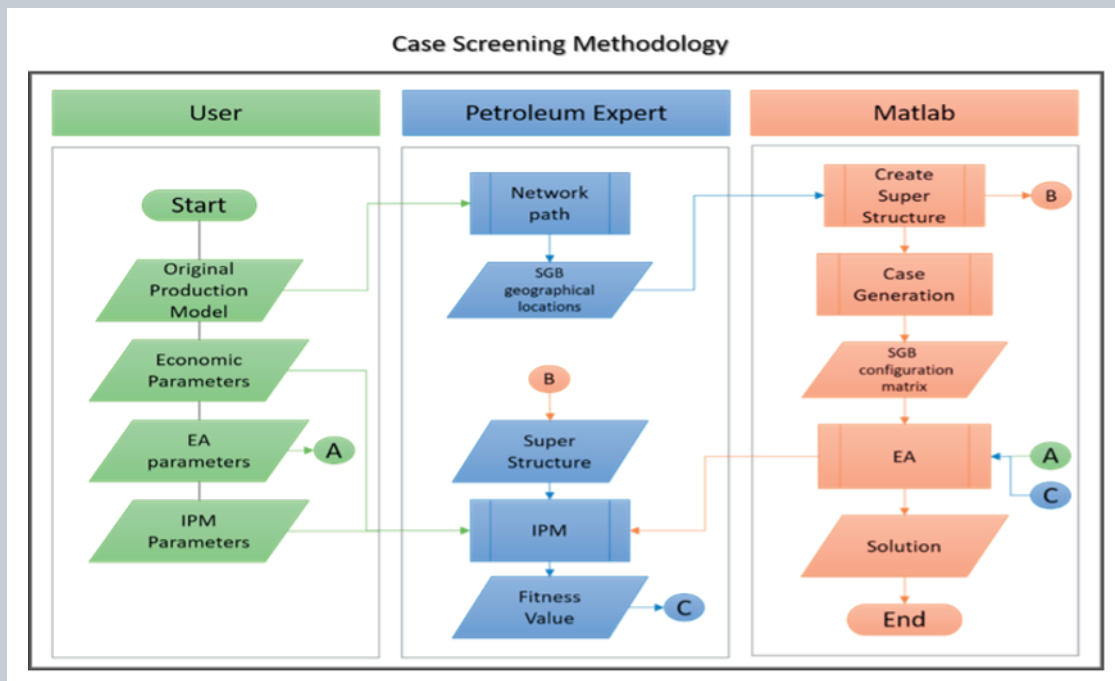 Case Screening Methodology
User
Petroleum Expert
Matlab
Start
Original
Production
Model
Economic
Parameters
EA
parameters
A
IPM
Parameters
Network
path
SGB
geographical
locations
B
Super
Structure
IPM
Fitness
Value
C
Create
Super
Structure
B
Case
Generation
SGB
configuration
matrix
EA
A
C
Solution
End